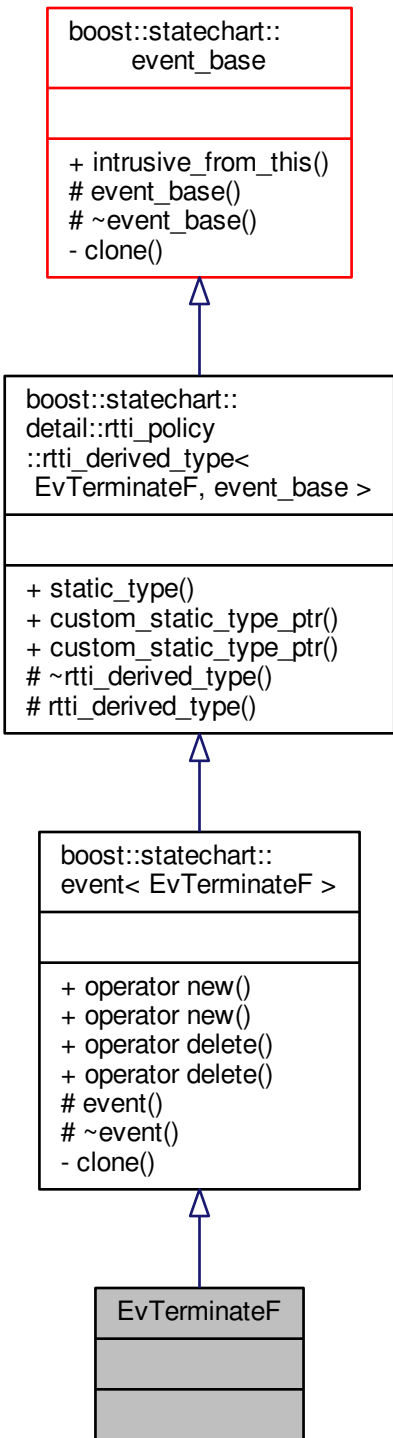 boost::statechart::
event_base
+ intrusive_from_this()
# event_base()
# ~event_base()
- clone()
boost::statechart::
detail::rtti_policy
::rtti_derived_type<
EvTerminateF, event_base >
+ static_type()
+ custom_static_type_ptr()
+ custom_static_type_ptr()
# ~rtti_derived_type()
# rtti_derived_type()
boost::statechart::
event< EvTerminateF >
+ operator new()
+ operator new()
+ operator delete()
+ operator delete()
# event()
# ~event()
- clone()
EvTerminateF